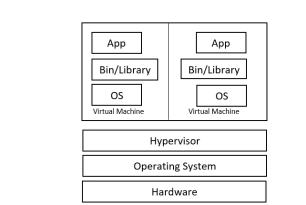 App App
Bin/Library Bin/Library
OS OS
Virtual Machine Virtual Machine
Hypervisor
Operating System
Hardware